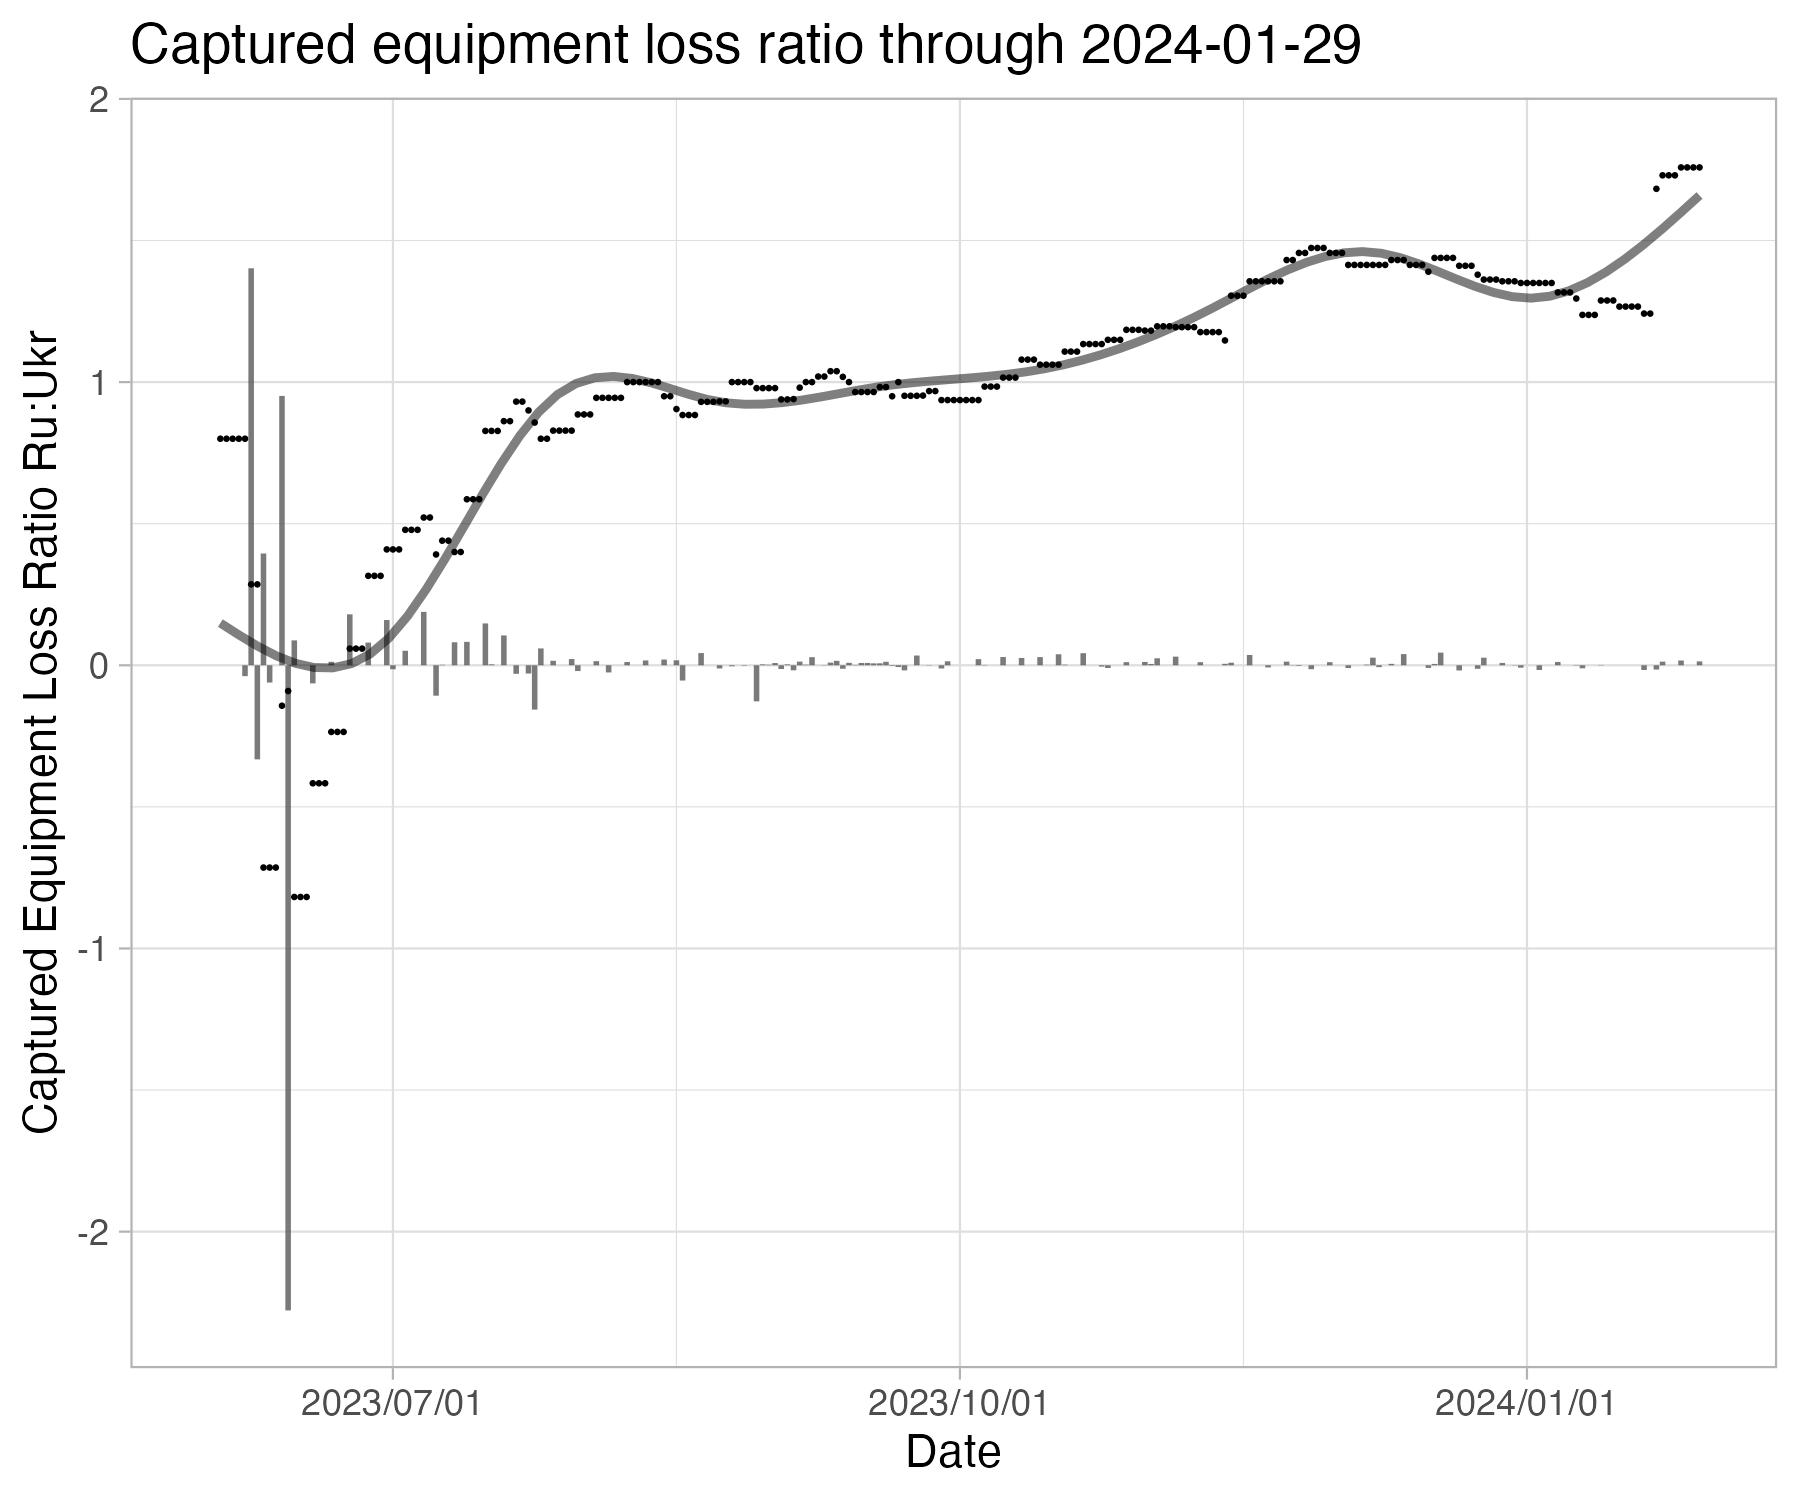 Captured equipment loss ratio through 2024-01-29
Captured Equipment Loss Ratio Ru:Ukr
2
1
0
-1
-2
2023/07/01
2023/10/01
2024/01/01
Date